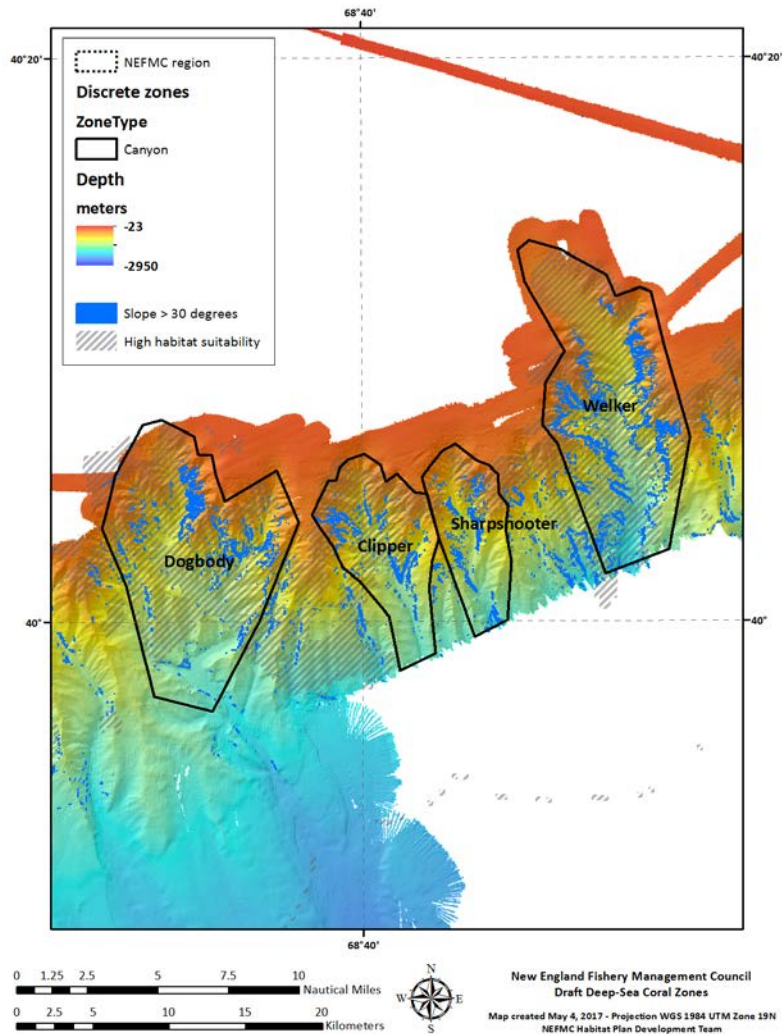 68°40'
40°20'
40°20'
NEFMC region
Discrete zones
ZoneType
Canyon
Depth
meters
-23
-2950
Slope > 30 degrees
High habitat suitability
Welker
Sharpshooter
Clipper
Dogbody
40°
40°
68°40'
0 1.25 2.5 5 7.5 10
Nautical Miles
0 2.5 5 10 15 20
Kilometers
N
W E
S
New England Fishery Management Council
Draft Deep-Sea Coral Zones
Map created May 4, 2017 - Projection WGS 1984 UTM Zone 19N
NEFMC Habitat Plan Development Team